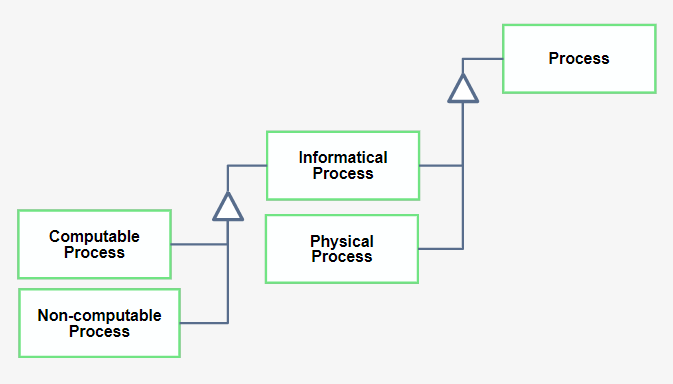 Process
Informatical
Process
Physical
Process
Computable
Process
Non-computable
Process